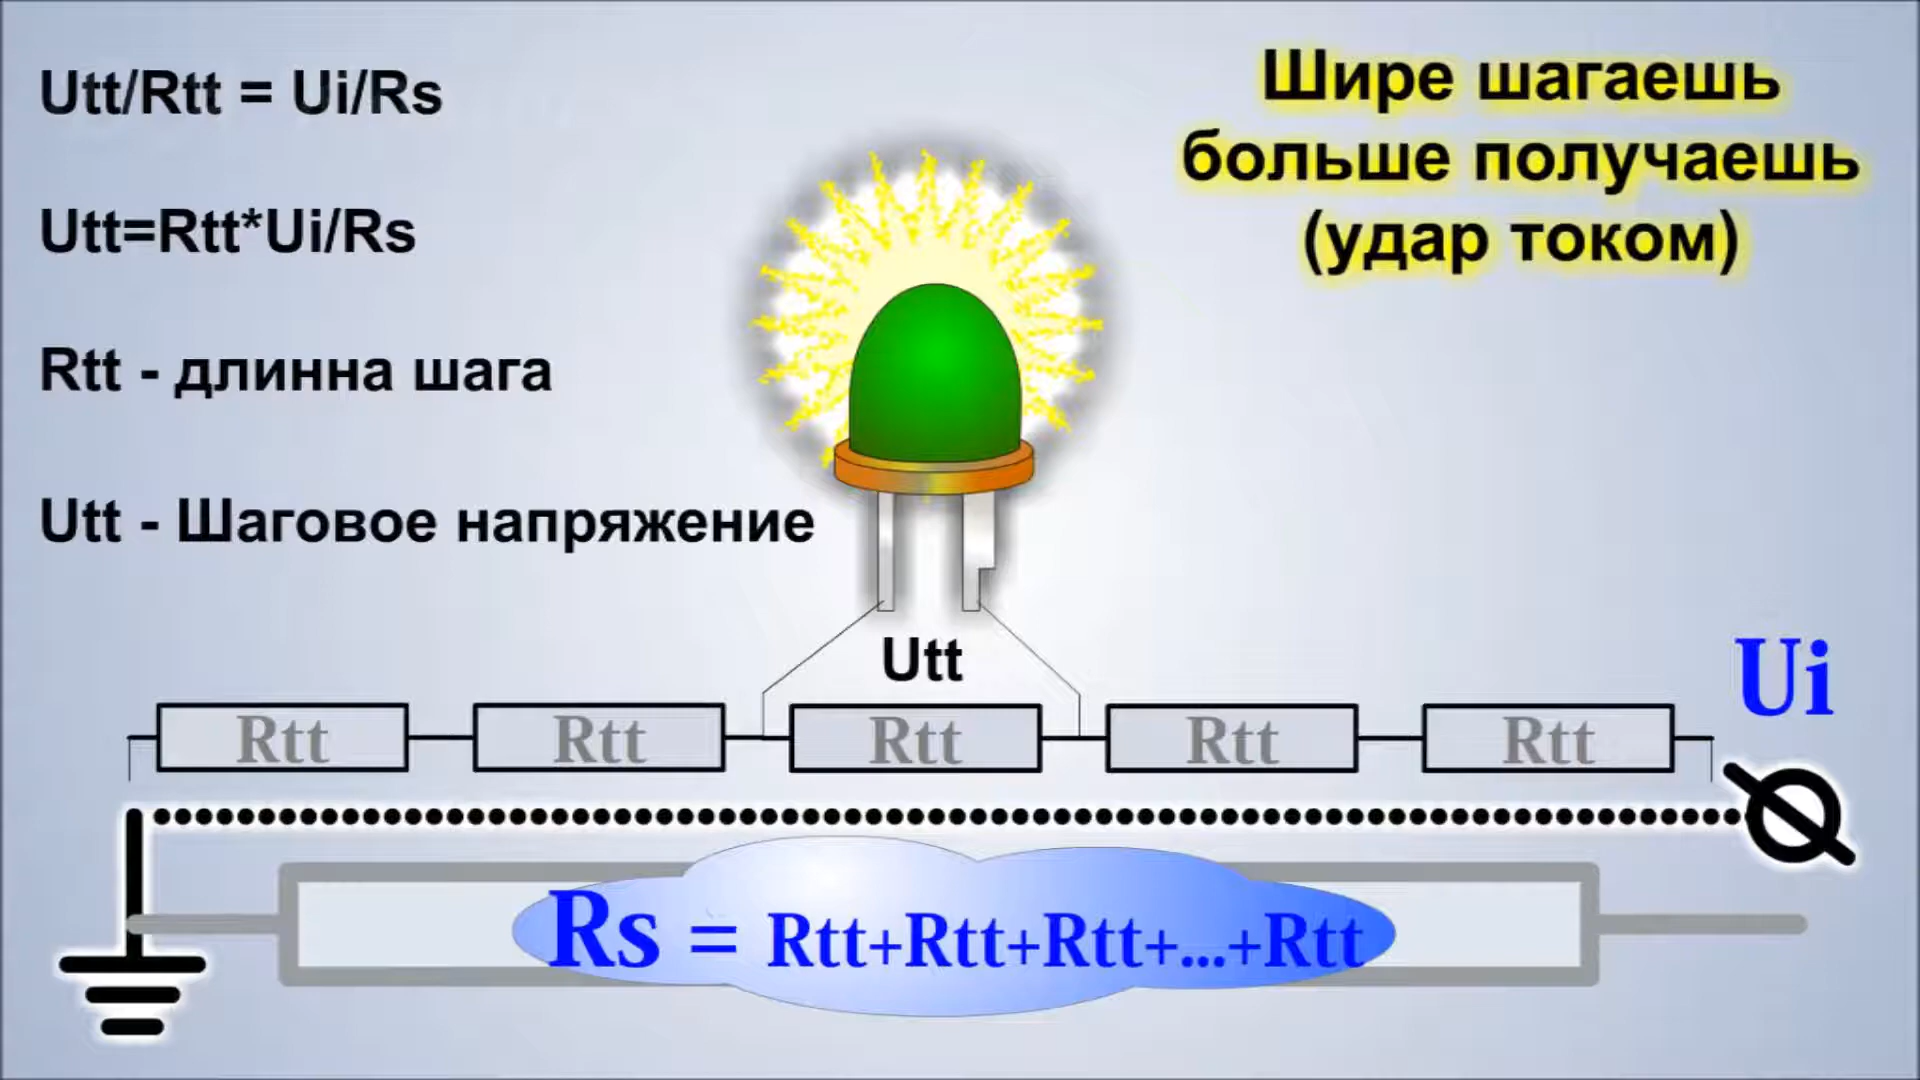 Utt/Rtt = Ui/Rs
Utt=Rtt*Ui/Rs
Rtt - длинна шага
Utt - Шаговое напряжение
Шире шагаешь
больше получаешь
(удар током)
Utt
Ui
Rtt Rtt Rtt Rtt Rtt
Rs = Rtt+Rtt+Rtt+...+Rtt